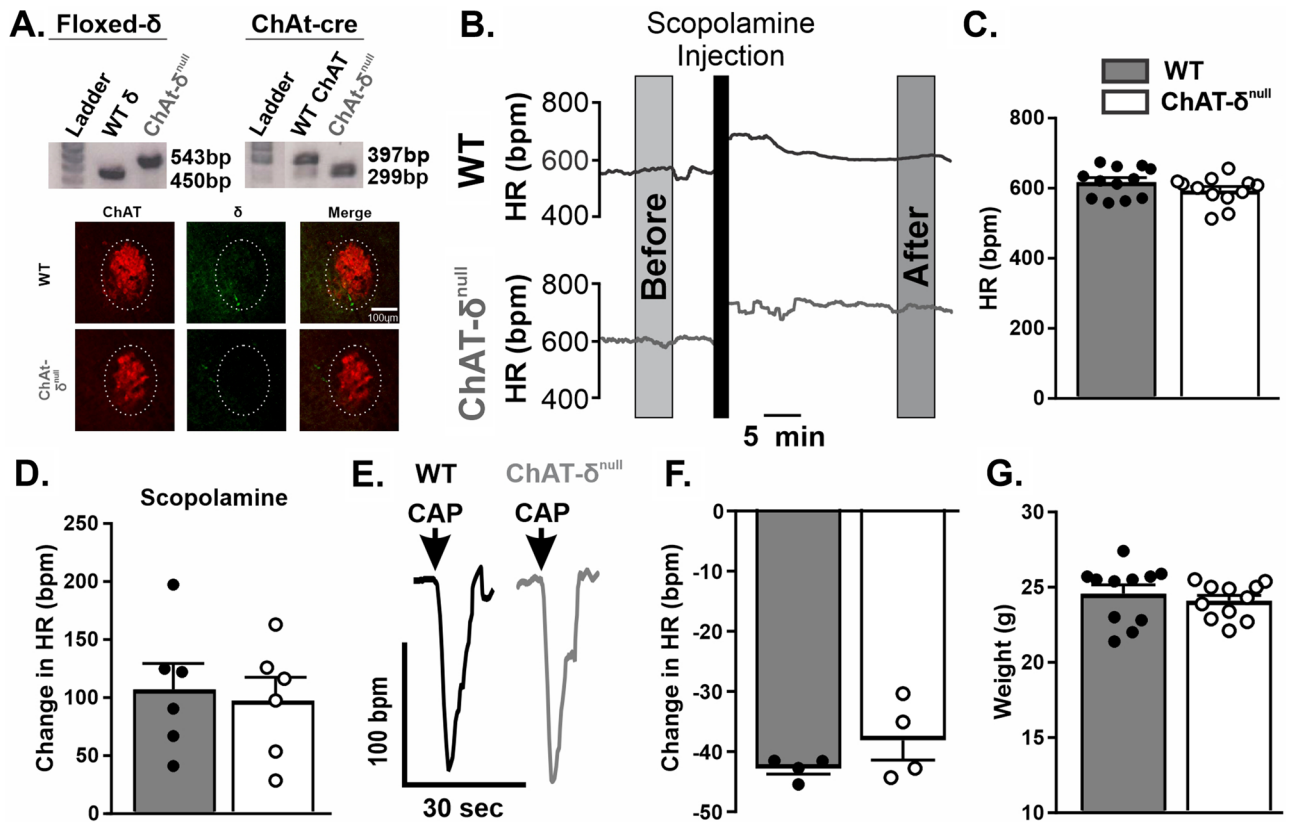 A.
Floxed-δ
ChAt-cre
Ladder
WT δ
ChAt-δnull
543bp
450bp
Ladder
WT ChAT
ChAt-δnull
397bp
299bp
ChAT
δ
Merge
WT
100µm
ChAt-
δnull
B.
Scopolamine
Injection
WT
HR (bpm)
800
600
400
Before
After
ChAT-δnull
HR (bpm)
800
600
400
5 min
C.
WT
ChAT-δnull
HR (bpm)
800
600
400
200
0
D.
Scopolamine
Change in HR (bpm)
250
200
150
100
50
0
E.
WT
ChAT-δnull
CAP
CAP
100 bpm
30 sec
F.
Change in HR (bpm)
0
-10
-20
-30
-40
-50
G.
Weight (g)
30
25
20
15
10